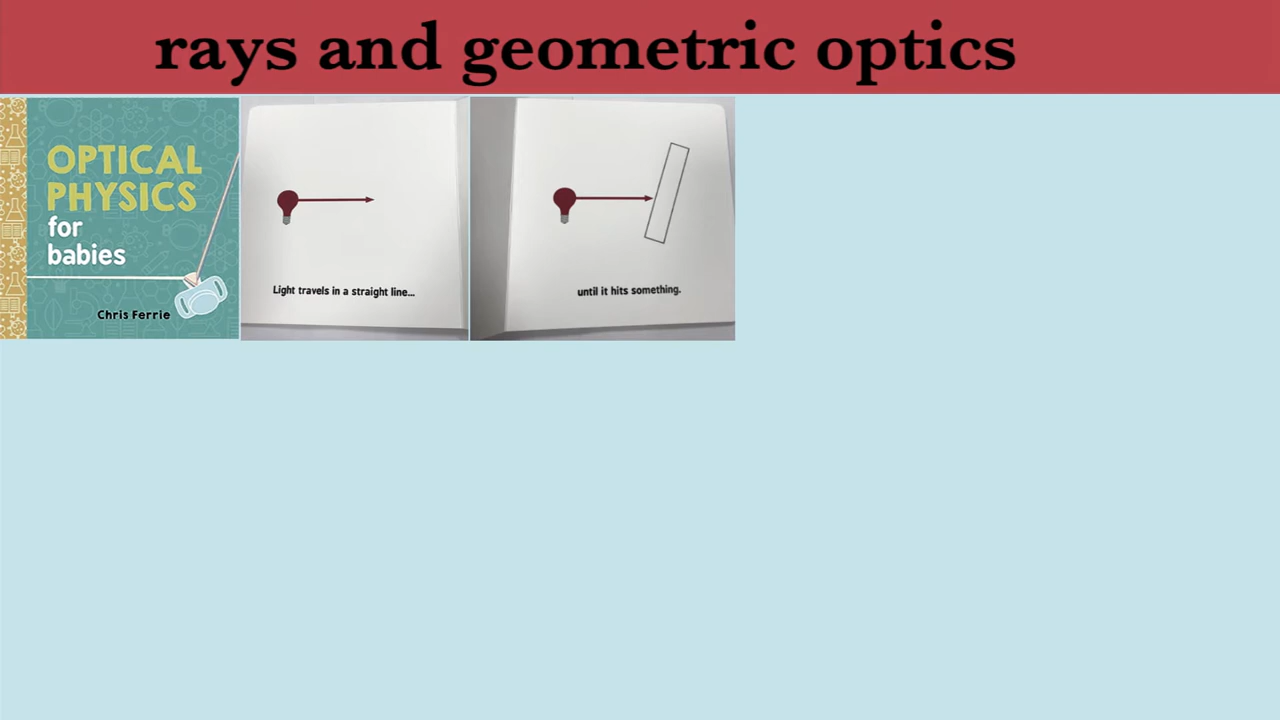 rays and geometric optics
OPTICAL
PHYSICS
for
babies
Chris Ferrie
Light travels in a straight line...
until it hits something.